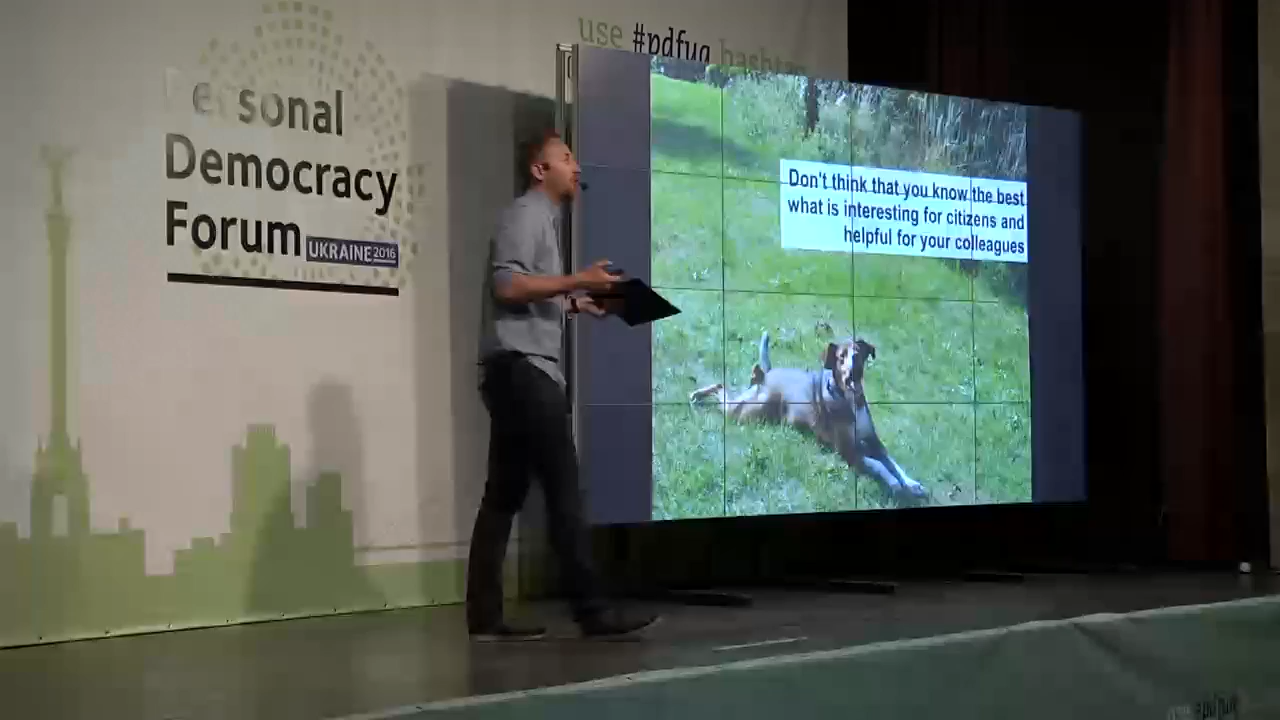 use #pdfua hashtag
Personal
Democracy
Forum UKRAINE 2016
Don't think that you know the best
what is interesting for citizens and
helpful for your colleagues